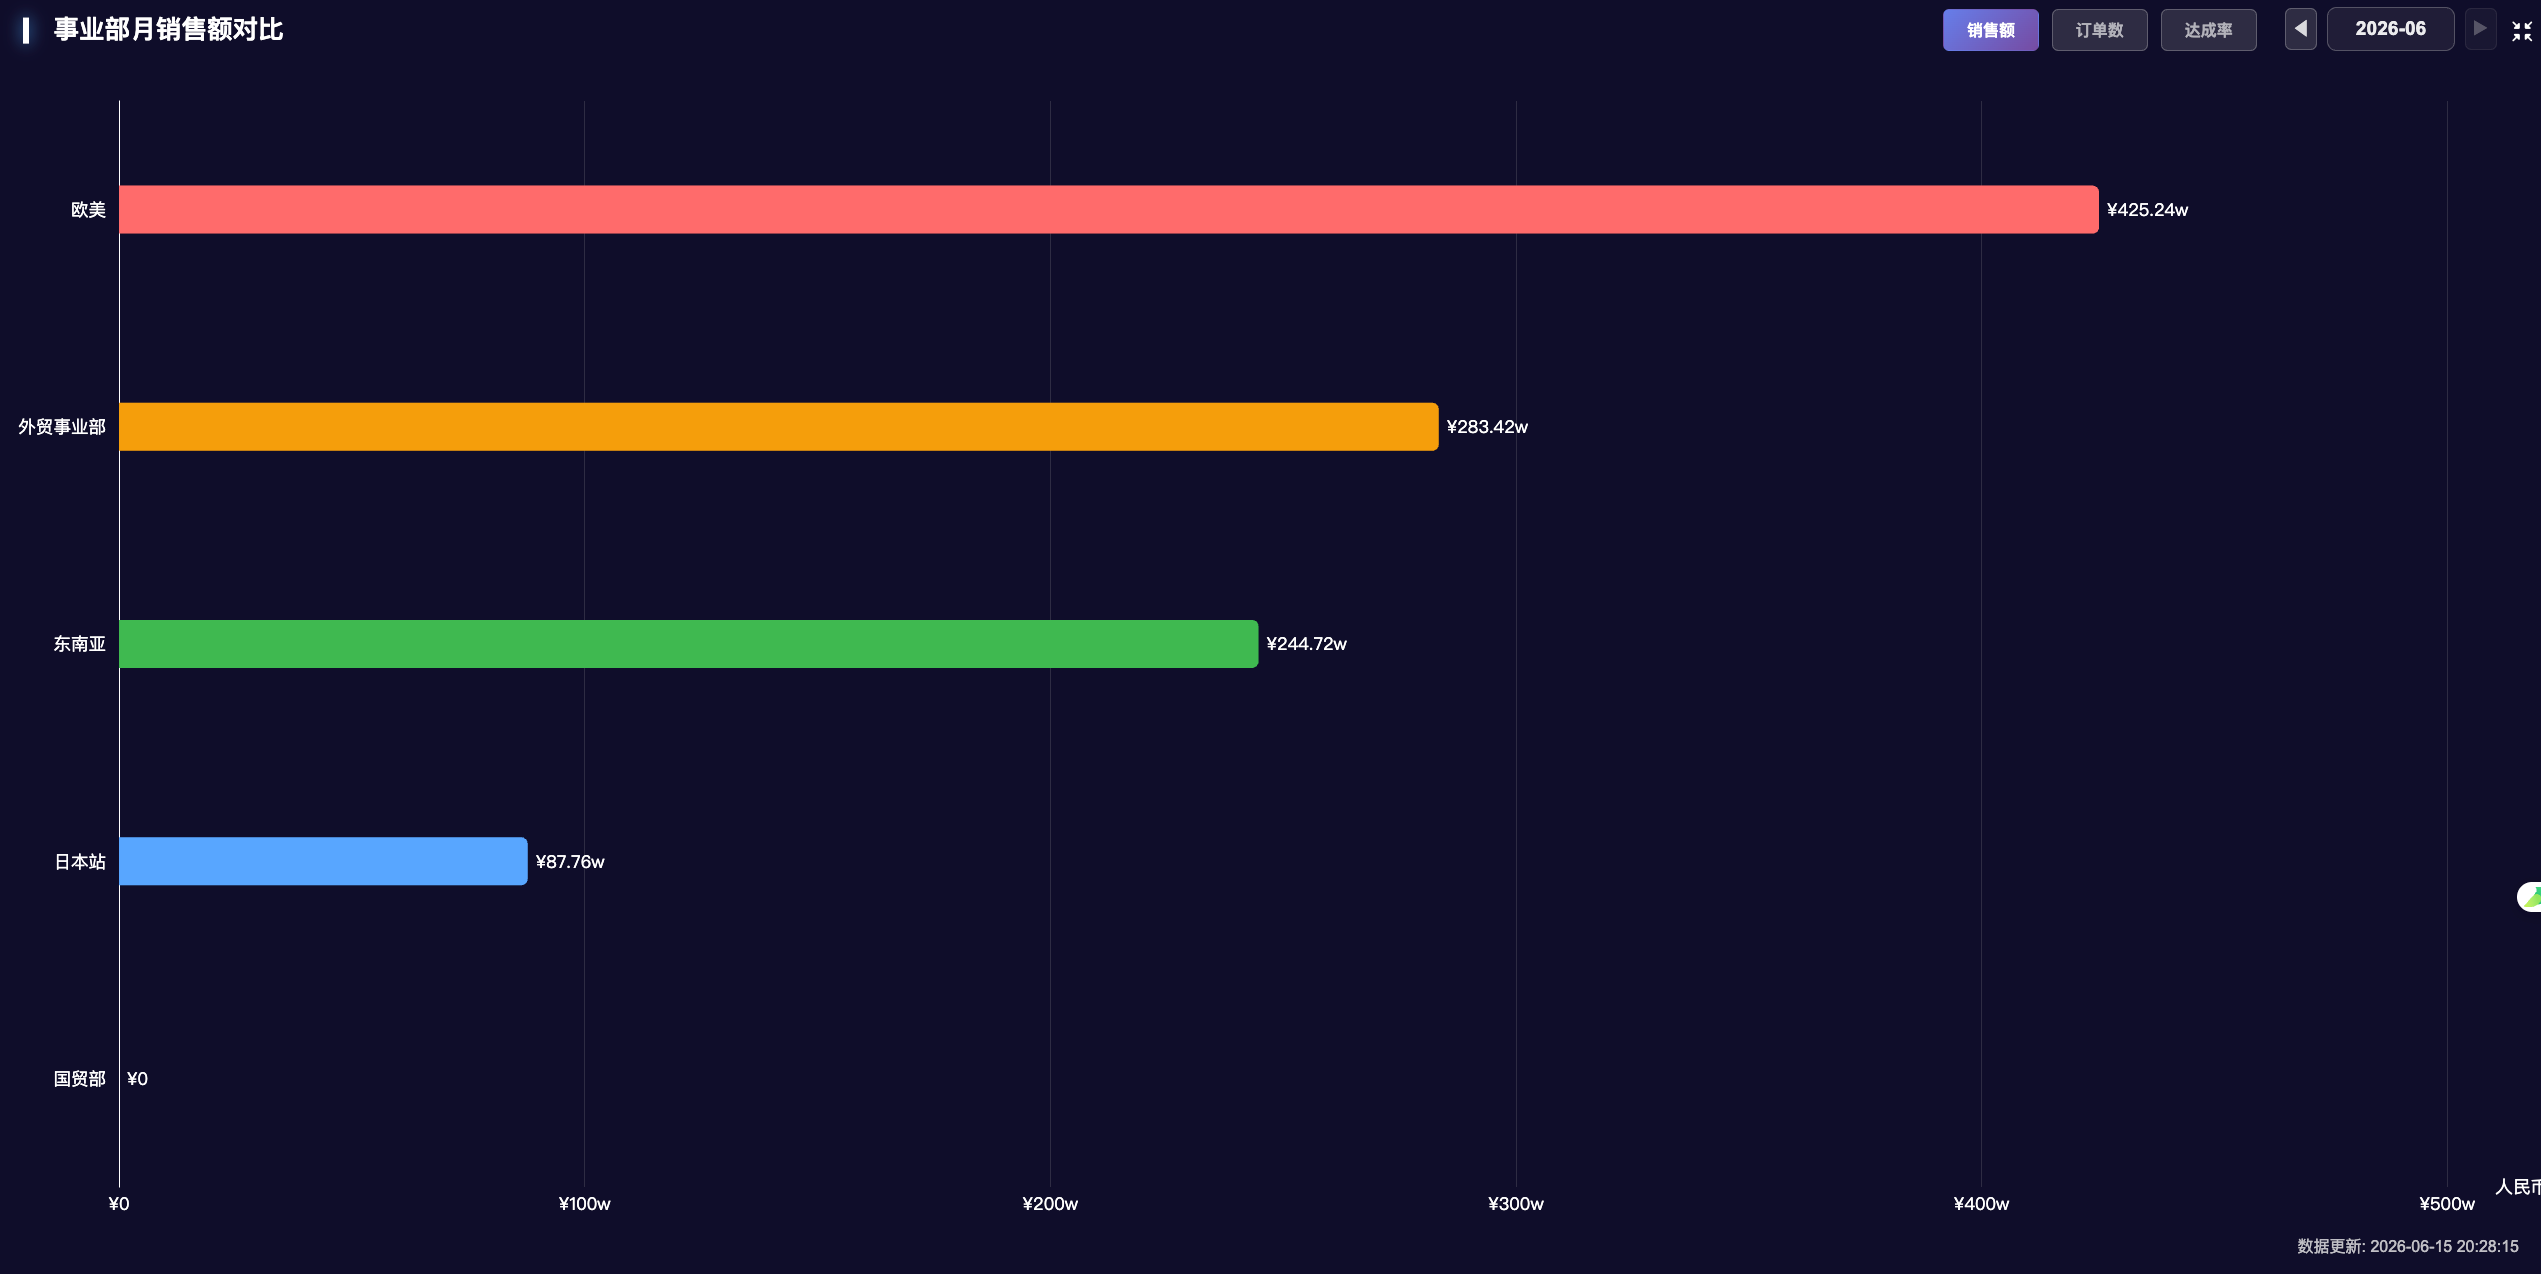 事业部月销售额对比
销售额 订单数 达成率 2026-06
欧美 ¥425.24w
外贸事业部 ¥283.42w
东南亚 ¥244.72w
日本站 ¥87.76w
国贸部 ¥0
人民币
¥0 ¥100w ¥200w ¥300w ¥400w ¥500w
数据更新: 2026-06-15 20:28:15